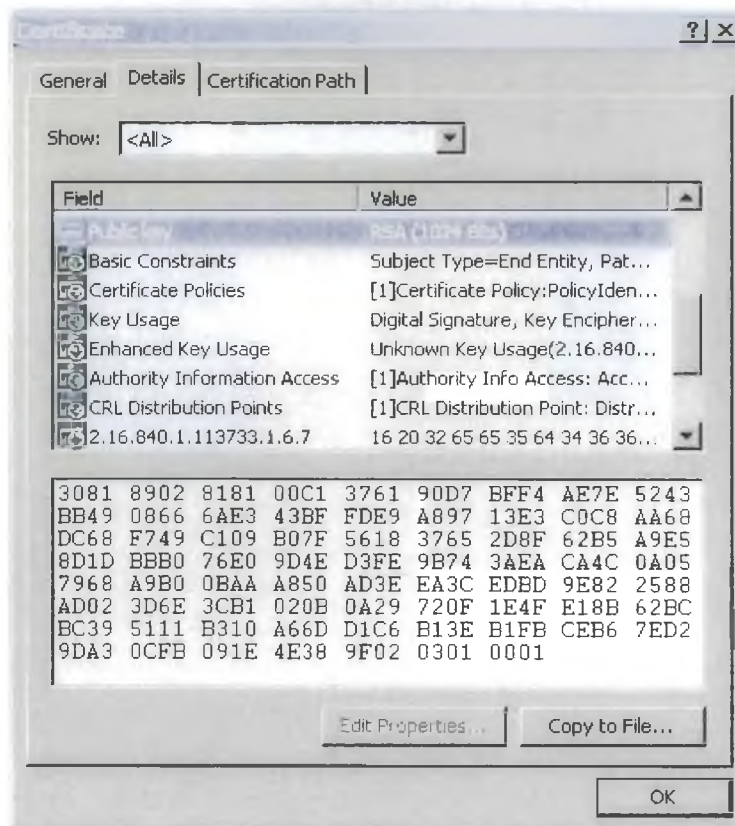 Certificate
? ×
General Details Certification Path
Show: <All>
Field Value
Public key RSA (1024 Bits)
Basic Constraints Subject Type=End Entity, Pat...
Certificate Policies [1]Certificate Policy:PolicyIden...
Key Usage Digital Signature, Key Encipher...
Enhanced Key Usage Unknown Key Usage(2.16.840...
Authority Information Access [1]Authority Info Access: Acc...
CRL Distribution Points [1]CRL Distribution Point: Distr...
2.16.840.1.113733.1.6.7 16 20 32 65 65 35 64 34 36 36...
3081 8902 8181 00C1 3761 90D7 BFF4 AE7E 5243
BB49 0866 6AE3 43BF FDE9 A897 13E3 C0C8 AA68
DC68 F749 C109 B07F 5618 3765 2D8F 62B5 A9E5
8D1D BBB0 76E0 9D4E D3FE 9B74 3AEA CA4C 0A05
7968 A9B0 0BAA A850 AD3E EA3C EDBD 9E82 2588
AD02 3D6E 3CB1 020B 0A29 720F 1E4F E18B 62BC
BC39 5111 B310 A66D D1C6 B13E B1FB CEB6 7ED2
9DA3 0CFB 091E 4E38 9F02 0301 0001
Edit Properties... Copy to File...
OK